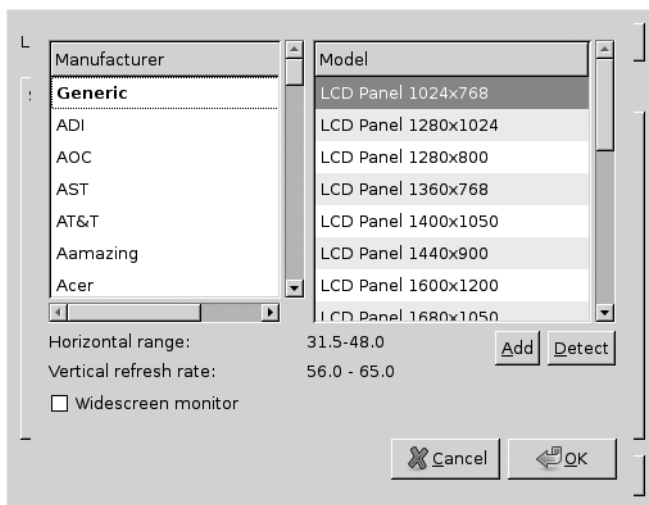 L
Manufacturer
Model
Generic
LCD Panel 1024x768
ADI
LCD Panel 1280x1024
AOC
LCD Panel 1280x800
AST
LCD Panel 1360x768
AT&T
LCD Panel 1400x1050
Aamazing
LCD Panel 1440x900
Acer
LCD Panel 1600x1200
LCD Panel 1680x1050
Horizontal range: 31.5-48.0
Add Detect
Vertical refresh rate: 56.0 - 65.0
Widescreen monitor
Cancel OK